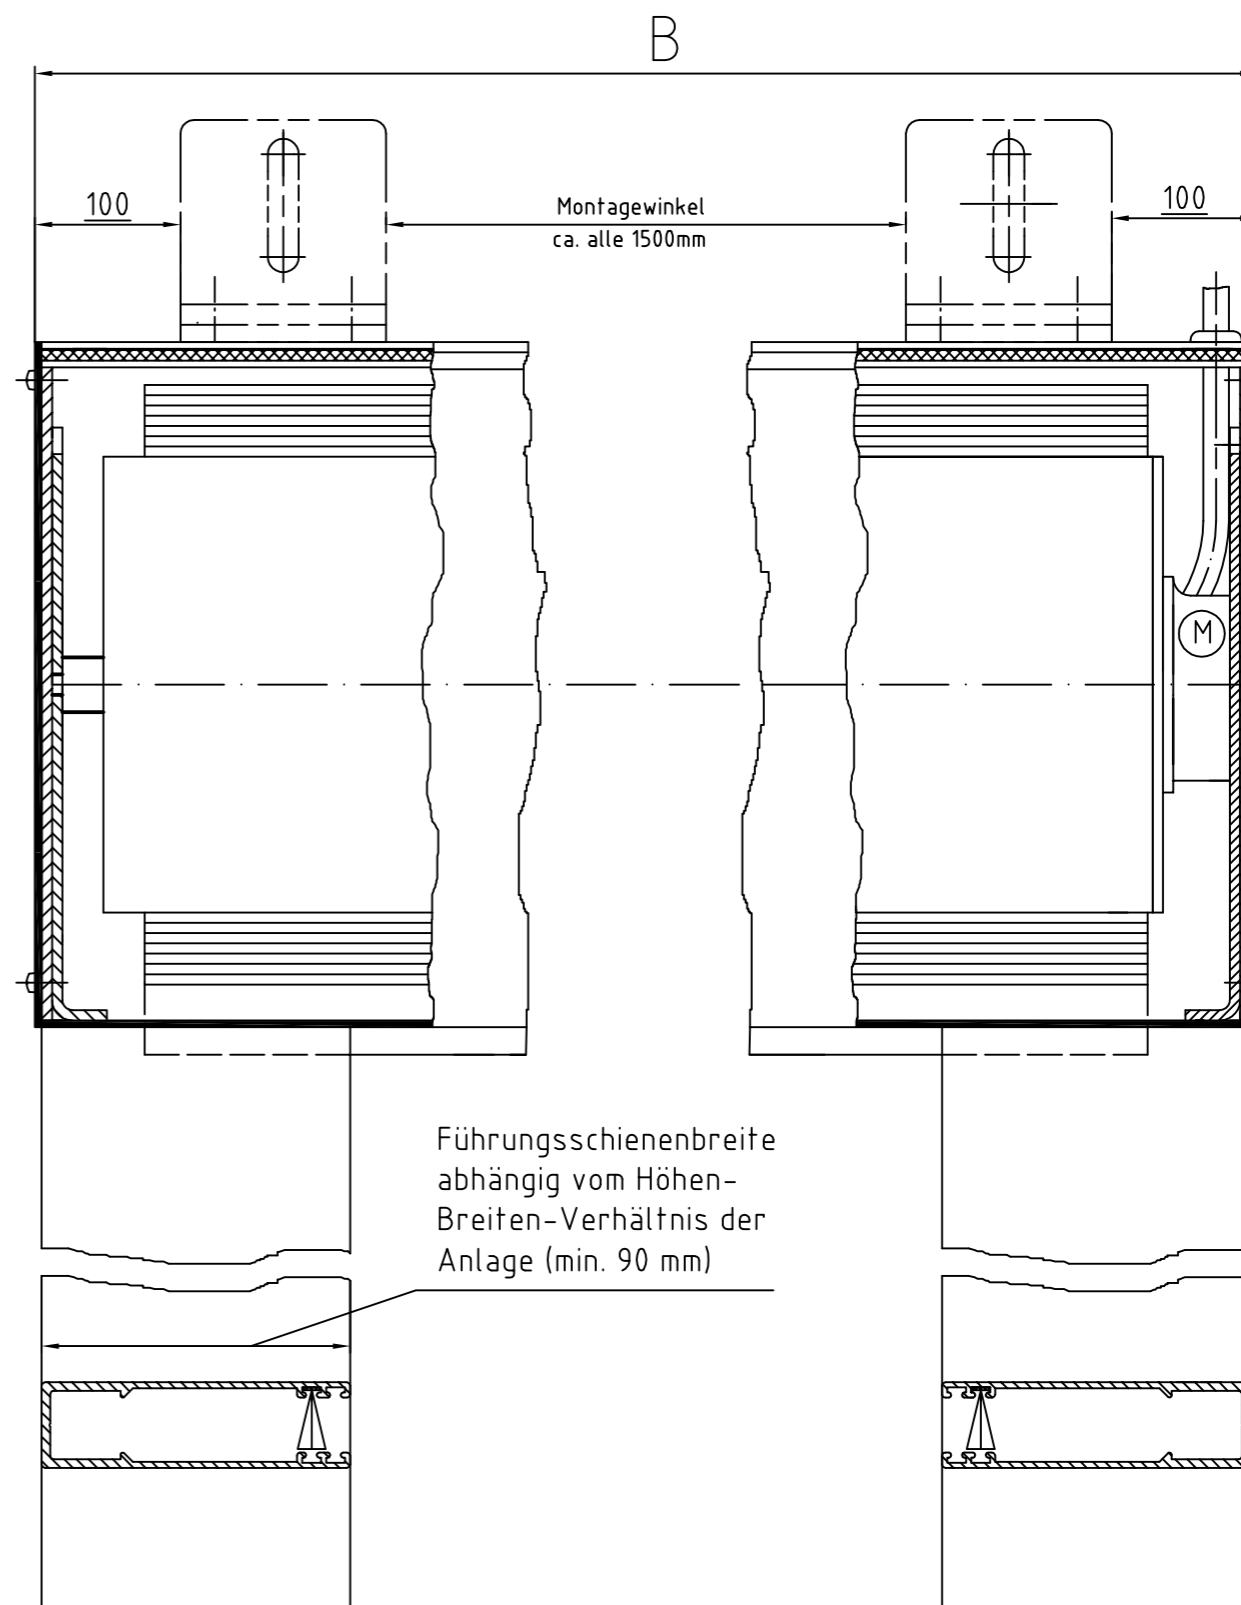 B
100
Montagewinkel
ca. alle 1500mm
100
M
Führungsschienenbreite
abhängig vom Höhen-
Breiten-Verhältnis der
Anlage (min. 90 mm)